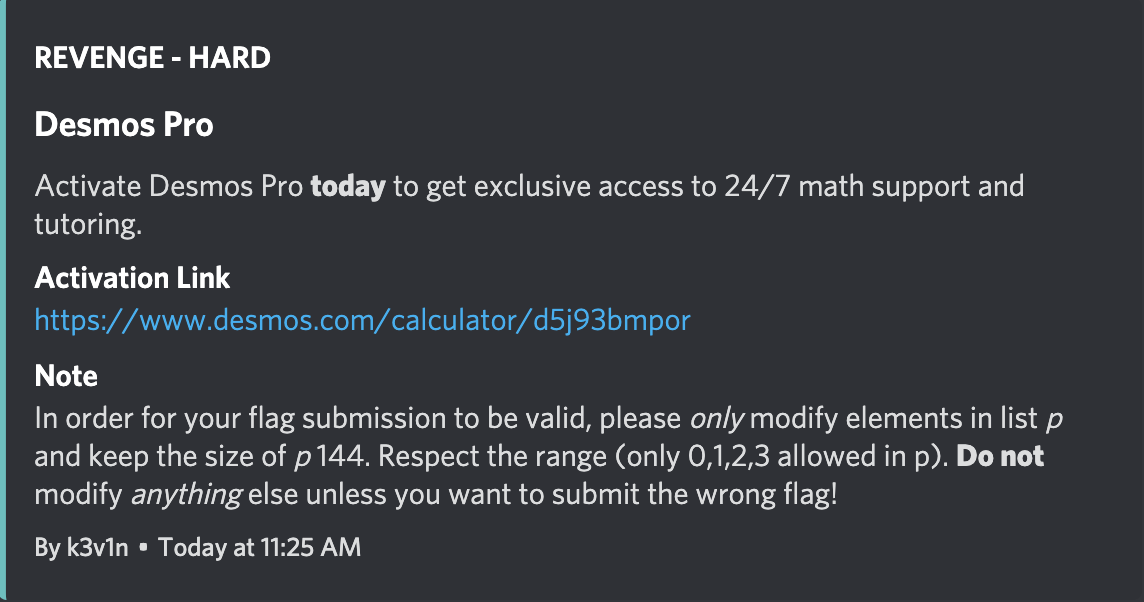 REVENGE - HARD
Desmos Pro
Activate Desmos Pro today to get exclusive access to 24/7 math support and
tutoring.
Activation Link
https://www.desmos.com/calculator/d5j93bmpor
Note
In order for your flag submission to be valid, please only modify elements in list p
and keep the size of p 144. Respect the range (only 0,1,2,3 allowed in p). Do not
modify anything else unless you want to submit the wrong flag!
By k3v1n • Today at 11:25 AM